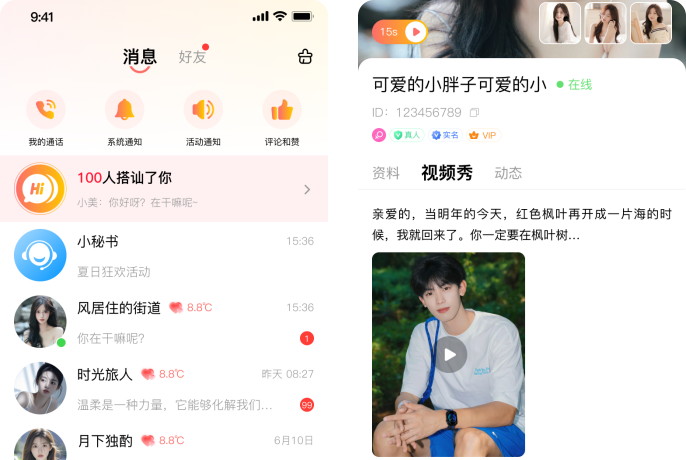 9:41
消息
好友
我的通话
系统通知
活动通知
评论和赞
Hi
100人搭讪了你
小美：你好呀？在干嘛呢~
小秘书
15:36
夏日狂欢活动
风居住的街道
8.8℃
15:36
你在干嘛呢？
1
时光旅人
8.8℃
昨天 08:27
温柔是一种力量，它能够化解我们...
99
月下独酌
8.8℃
6月10日
15s
可爱的小胖子可爱的小
在线
ID：123456789
真人
实名
VIP
资料
视频秀
动态
亲爱的，当明年的今天，红色枫叶再开成一片海的时
候，我就回来了。你一定要在枫叶树...